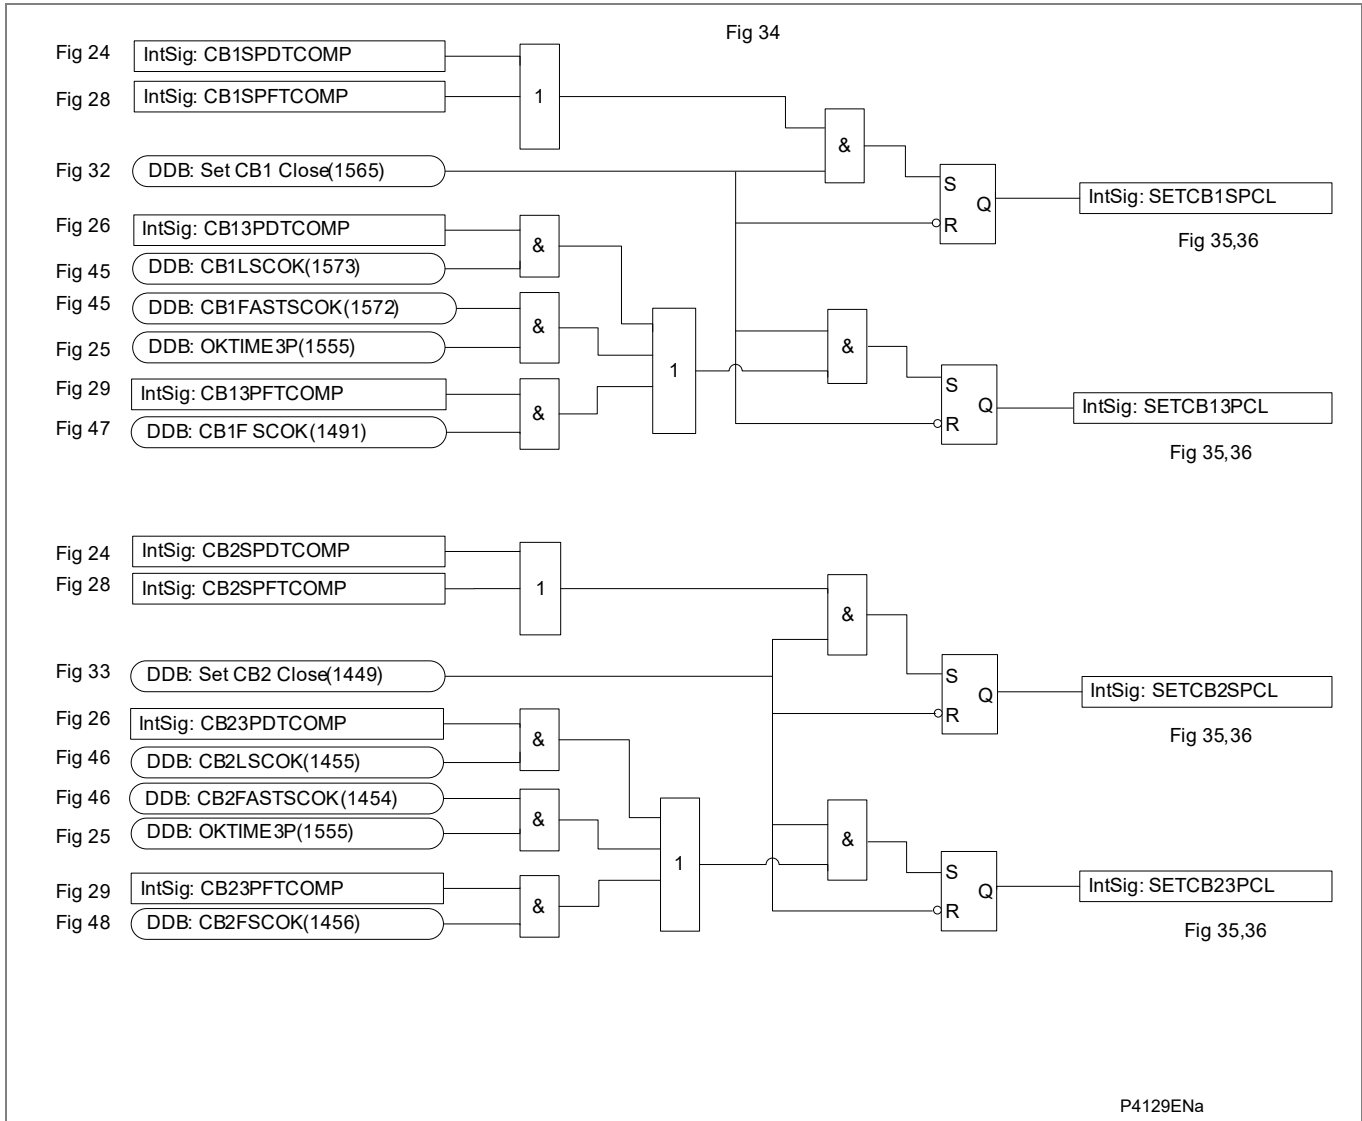 Fig 34
Fig 24 IntSig: CB1SPDTCOMP
Fig 28 IntSig: CB1SPFTCOMP
1
&
Fig 32 DDB: Set CB1 Close(1565)
S
Q
R
IntSig: SETCB1SPCL
Fig 35,36
Fig 26 IntSig: CB13PDTCOMP
&
Fig 45 DDB: CB1LSCOK(1573)
Fig 45 DDB: CB1FASTSCOK(1572)
&
Fig 25 DDB: OKTIME3P(1555)
1
&
Fig 29 IntSig: CB13PFTCOMP
&
Fig 47 DDB: CB1F SCOK(1491)
S
Q
R
IntSig: SETCB13PCL
Fig 35,36
Fig 24 IntSig: CB2SPDTCOMP
Fig 28 IntSig: CB2SPFTCOMP
1
&
Fig 33 DDB: Set CB2 Close(1449)
S
Q
R
IntSig: SETCB2SPCL
Fig 35,36
Fig 26 IntSig: CB23PDTCOMP
&
Fig 46 DDB: CB2LSCOK(1455)
Fig 46 DDB: CB2FASTSCOK(1454)
&
Fig 25 DDB: OKTIME3P(1555)
1
&
Fig 29 IntSig: CB23PFTCOMP
&
Fig 48 DDB: CB2FSCOK(1456)
S
Q
R
IntSig: SETCB23PCL
Fig 35,36
P4129ENa